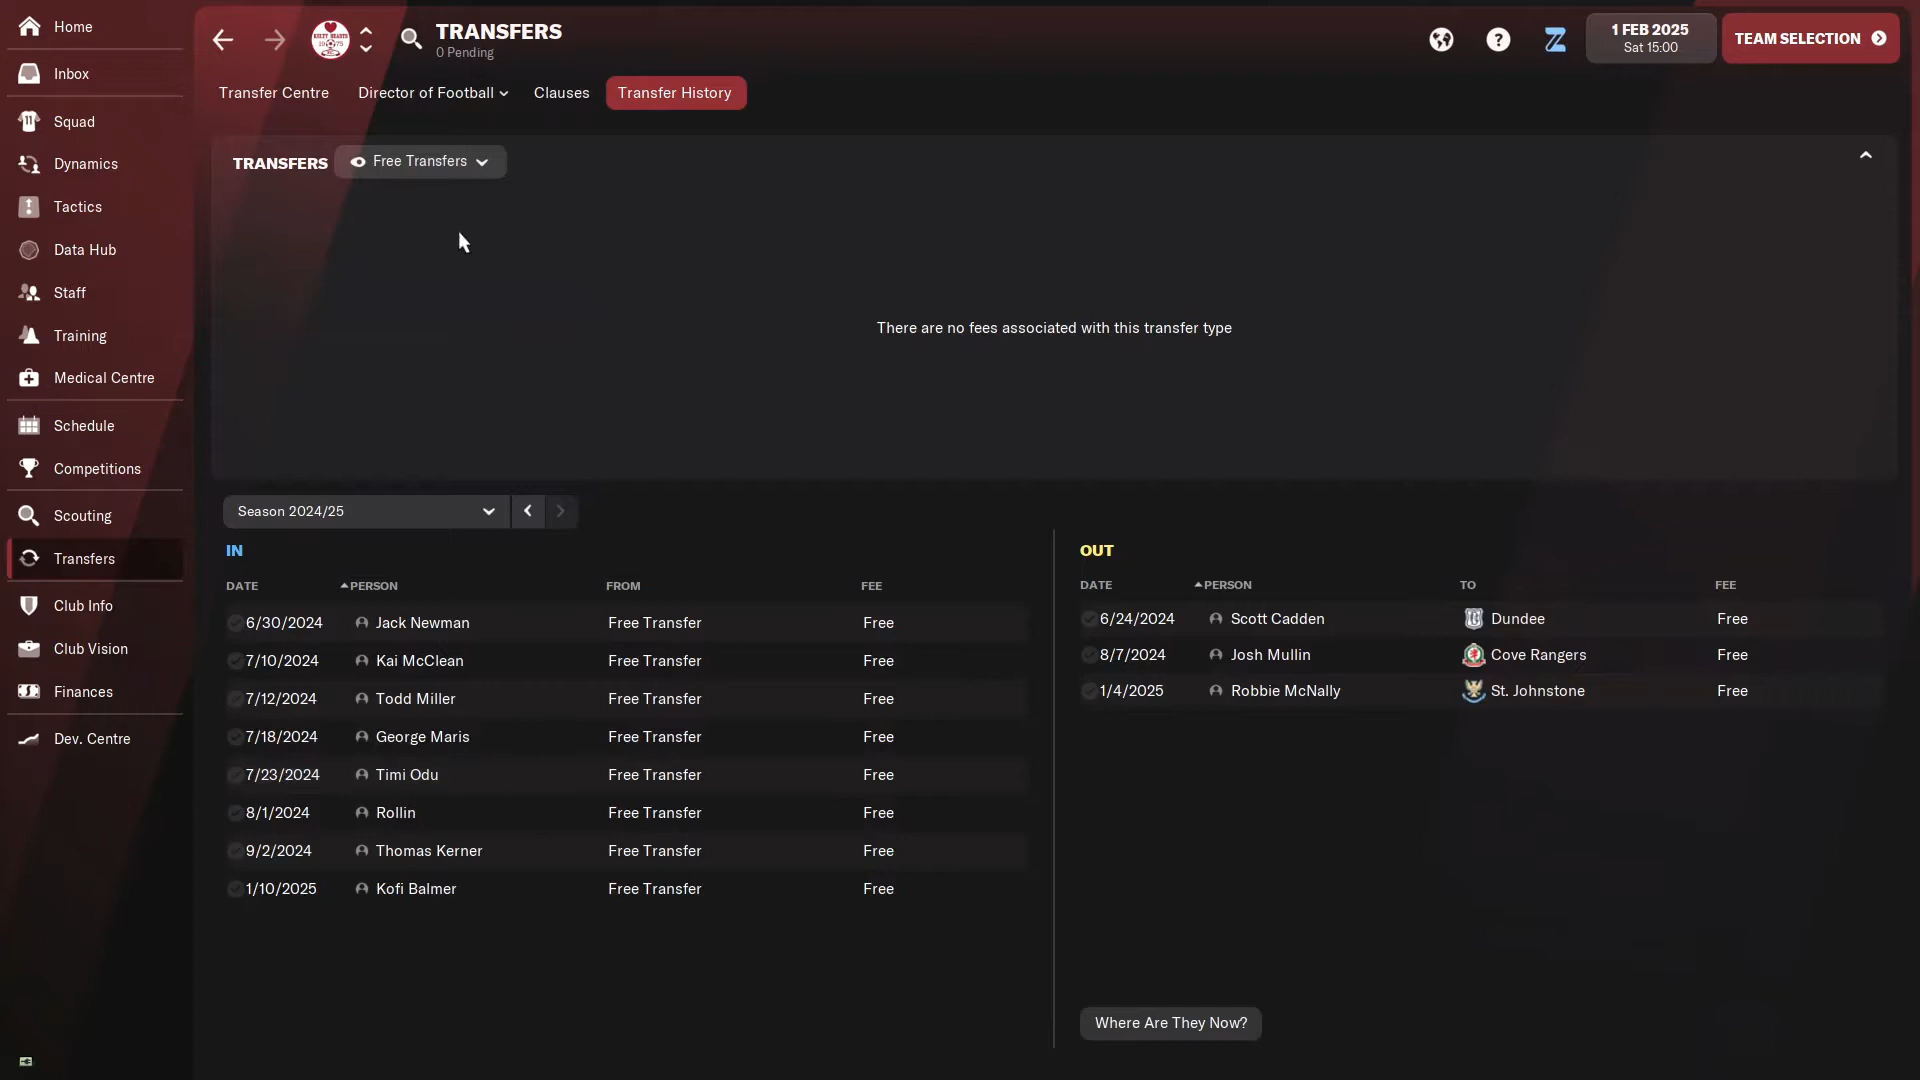 Home
Inbox
Squad
Dynamics
Tactics
Data Hub
Staff
Training
Medical Centre
Schedule
Competitions
Scouting
Transfers
Club Info
Club Vision
Finances
Dev. Centre
TRANSFERS
0 Pending
1 FEB 2025
Sat 15:00
TEAM SELECTION
Transfer Centre Director of Football Clauses Transfer History
TRANSFERS Free Transfers
There are no fees associated with this transfer type
Season 2024/25
IN
DATE PERSON FROM FEE
6/30/2024 Jack Newman Free Transfer Free
7/10/2024 Kai McClean Free Transfer Free
7/12/2024 Todd Miller Free Transfer Free
7/18/2024 George Maris Free Transfer Free
7/23/2024 Timi Odu Free Transfer Free
8/1/2024 Rollin Free Transfer Free
9/2/2024 Thomas Kerner Free Transfer Free
1/10/2025 Kofi Balmer Free Transfer Free
OUT
DATE PERSON TO FEE
6/24/2024 Scott Cadden Dundee Free
8/7/2024 Josh Mullin Cove Rangers Free
1/4/2025 Robbie McNally St. Johnstone Free
Where Are They Now?